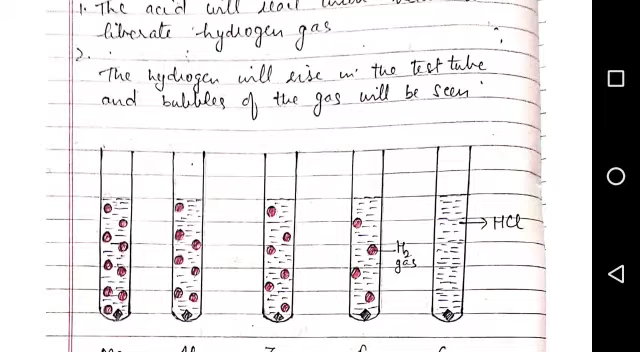 1. The acid will
liberate hydrogen gas
2.
The hydrogen will rise in the test tube
and bubbles of the gas will be seen
HCl
H2
gas